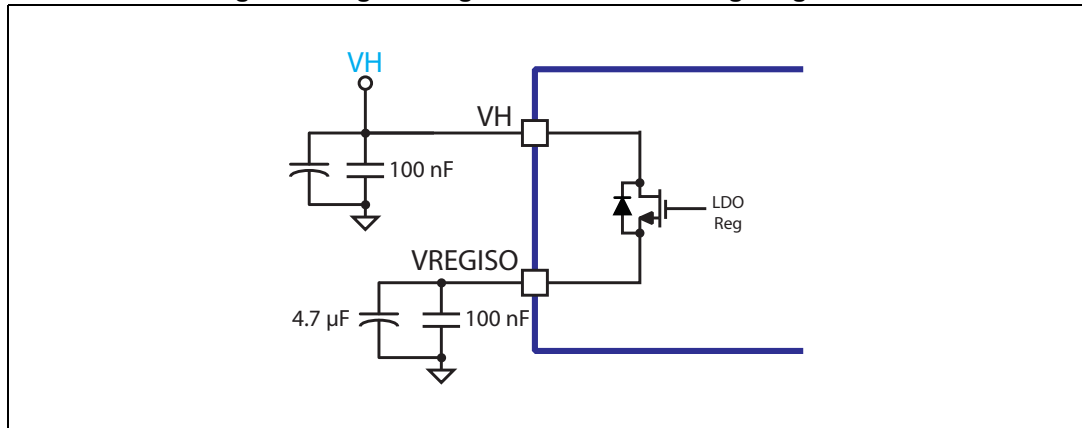 VH
VH
100 nF
LDO
Reg
VREGISO
4.7 µF
100 nF